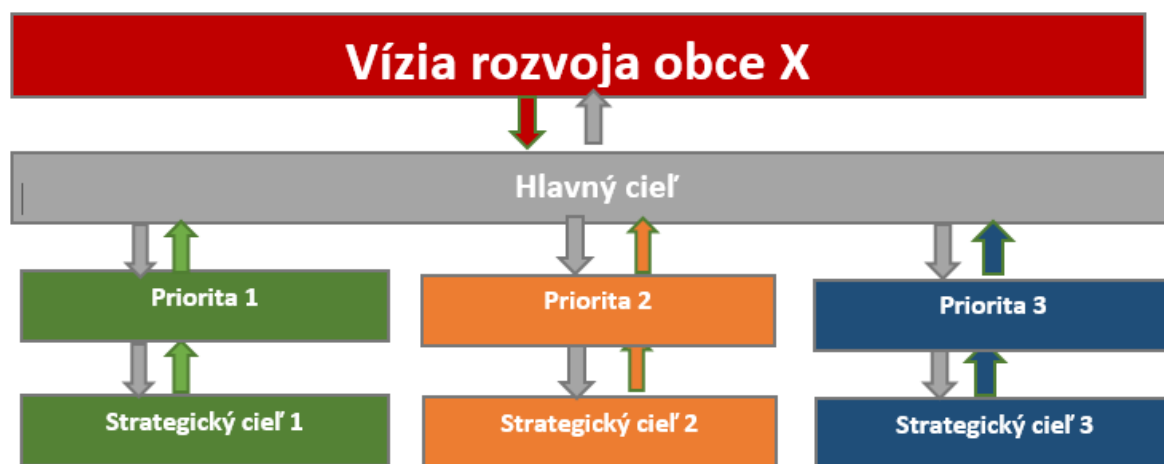 Vízia rozvoja obce X
Hlavný cieľ
Priorita 1
Priorita 2
Priorita 3
Strategický cieľ 1
Strategický cieľ 2
Strategický cieľ 3